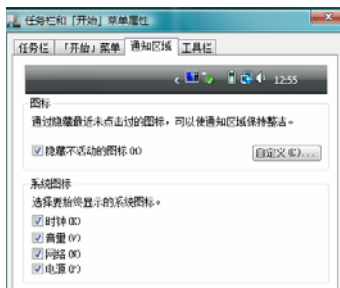 任务栏和「开始」菜单属性
任务栏 「开始」菜单 通知区域 工具栏
12:55
图标
通过隐藏最近未点击过的图标，可以使通知区域保持整洁。
隐藏不活动的图标(H) 自定义(C)...
系统图标
选择要始终显示的系统图标。
时钟(K)
音量(V)
网络(W)
电源(P)